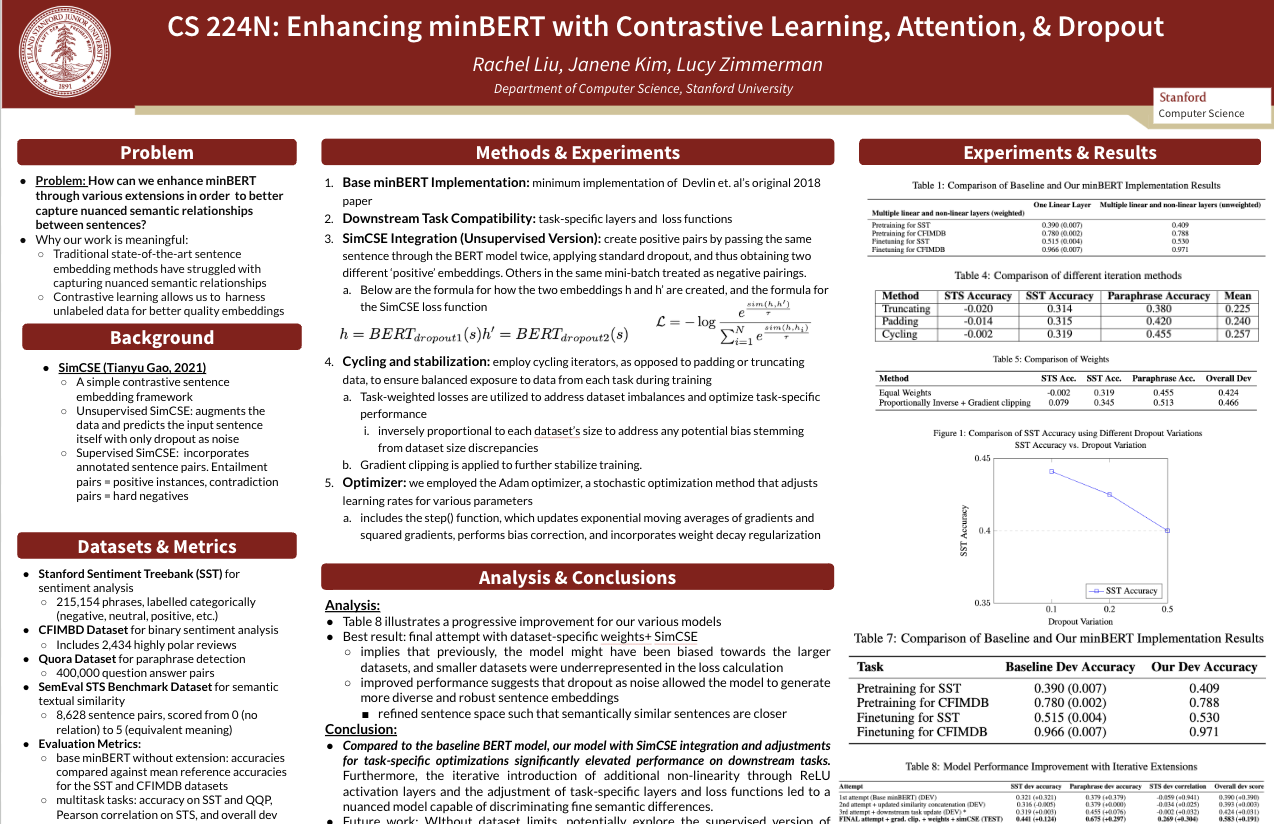 CS 224N: Enhancing minBERT with Contrastive Learning, Attention, & Dropout
Rachel Liu, Janene Kim, Lucy Zimmerman
Department of Computer Science, Stanford University
1891
Stanford
Computer Science
Problem
● Problem: How can we enhance minBERT
through various extensions in order to better
capture nuanced semantic relationships
between sentences?
● Why our work is meaningful:
○ Traditional state-of-the-art sentence
embedding methods have struggled with
capturing nuanced semantic relationships
○ Contrastive learning allows us to harness
unlabeled data for better quality embeddings
Background
● SimCSE (Tianyu Gao, 2021)
○ A simple contrastive sentence
embedding framework
○ Unsupervised SimCSE: augments the
data and predicts the input sentence
itself with only dropout as noise
○ Supervised SimCSE: incorporates
annotated sentence pairs. Entailment
pairs = positive instances, contradiction
pairs = hard negatives
Datasets & Metrics
● Stanford Sentiment Treebank (SST) for
sentiment analysis
○ 215,154 phrases, labelled categorically
(negative, neutral, positive, etc.)
● CFIMBD Dataset for binary sentiment analysis
○ Includes 2,434 highly polar reviews
● Quora Dataset for paraphrase detection
○ 400,000 question answer pairs
● SemEval STS Benchmark Dataset for semantic
textual similarity
○ 8,628 sentence pairs, scored from 0 (no
relation) to 5 (equivalent meaning)
● Evaluation Metrics:
○ base minBERT without extension: accuracies
compared against mean reference accuracies
for the SST and CFIMDB datasets
○ multitask tasks: accuracy on SST and QQP,
Pearson correlation on STS, and overall dev
Methods & Experiments
1. Base minBERT Implementation: minimum implementation of Devlin et. al's original 2018
paper
2. Downstream Task Compatibility: task-specific layers and loss functions
3. SimCSE Integration (Unsupervised Version): create positive pairs by passing the same
sentence through the BERT model twice, applying standard dropout, and thus obtaining two
different 'positive' embeddings. Others in the same mini-batch treated as negative pairings.
a. Below are formula for how the two embeddings h and h' are created, and the formula for
the SimCSE loss function
h = BERT_{dropout1}(s)h' = BERT_{dropout2}(s) \mathcal{L} = -\log \frac{e^{\frac{sim(h,h')}{\tau}}}{\sum_{i=1}^{N} e^{\frac{sim(h,h_i)}{\tau}}}
4. Cycling and stabilization: employ cycling iterators, as opposed to padding or truncating
data, to ensure balanced exposure to data from each task during training
a. Task-weighted losses are utilized to address dataset imbalances and optimize task-specific
performance
i. inversely proportional to each dataset's size to address any potential bias stemming
from dataset size discrepancies
b. Gradient clipping is applied to further stabilize training.
5. Optimizer: we employed the Adam optimizer, a stochastic optimization method that adjusts
learning rates for various parameters
a. includes the step() function, which updates exponential moving averages of gradients and
squared gradients, performs bias correction, and incorporates weight decay regularization
Analysis & Conclusions
Analysis:
● Table 8 illustrates a progressive improvement for our various models
● Best result: final attempt with dataset-specific weights+ SimCSE
○ implies that previously, the model might have been biased towards the larger
datasets, and smaller datasets were underrepresented in the loss calculation
○ improved performance suggests that dropout as noise allowed the model to generate
more diverse and robust sentence embeddings
■ refined sentence space such that semantically similar sentences are closer
Conclusion:
● Compared to the baseline BERT model, our model with SimCSE integration and adjustments
for task-specific optimizations significantly elevated performance on downstream tasks.
Furthermore, the iterative introduction of additional non-linearity through ReLU
activation layers and the adjustment of task-specific layers and loss functions led to a
nuanced model capable of discriminating fine semantic differences.
● Future work: WIthout dataset limits, potentially explore the supervised version of
Experiments & Results
Table 1: Comparison of Baseline and Our minBERT Implementation Results
One Linear Layer Multiple linear and non-linear layers (unweighted)
Multiple linear and non-linear layers (weighted)
Pretraining for SST 0.390 (0.007) 0.409
Pretraining for CFIMDB 0.780 (0.002) 0.788
Finetuning for SST 0.515 (0.004) 0.530
Finetuning for CFIMDB 0.966 (0.007) 0.971
Table 4: Comparison of different iteration methods
Method STS Accuracy SST Accuracy Paraphrase Accuracy Mean
Truncating -0.020 0.314 0.380 0.225
Padding -0.014 0.315 0.420 0.240
Cycling -0.002 0.319 0.455 0.257
Table 5: Comparison of Weights
Method STS Acc. SST Acc. Paraphrase Acc. Overall Dev
Equal Weights -0.002 0.319 0.455 0.424
Proportionally Inverse + Gradient clipping 0.079 0.345 0.513 0.466
Figure 1: Comparison of SST Accuracy using Different Dropout Variations
SST Accuracy vs. Dropout Variation
0.45
0.4
0.35
SST Accuracy
SST Accuracy
0.1 0.2 0.5
Dropout Variation
Table 7: Comparison of Baseline and Our minBERT Implementation Results
Task Baseline Dev Accuracy Our Dev Accuracy
Pretraining for SST 0.390 (0.007) 0.409
Pretraining for CFIMDB 0.780 (0.002) 0.788
Finetuning for SST 0.515 (0.004) 0.530
Finetuning for CFIMDB 0.966 (0.007) 0.971
Table 8: Model Performance Improvement with Iterative Extensions
Attempt SST dev accuracy Paraphrase dev accuracy STS dev correlation Overall dev score
1st attempt (Base minBERT) (DEV) 0.321 (+0.321) 0.379 (+0.379) -0.059 (+0.941) 0.390 (+0.390)
2nd attempt + updated similarity concatenation (DEV) 0.316 (-0.005) 0.379 (+0.000) -0.034 (+0.025) 0.393 (+0.003)
3rd attempt + downstream task update (DEV) * 0.319 (+0.003) 0.455 (+0.076) -0.002 (+0.032) 0.424 (+0.031)
FINAL attempt + grad. clip. + weights + simCSE (TEST) 0.441 (+0.124) 0.675 (+0.297) 0.269 (+0.304) 0.583 (+0.191)